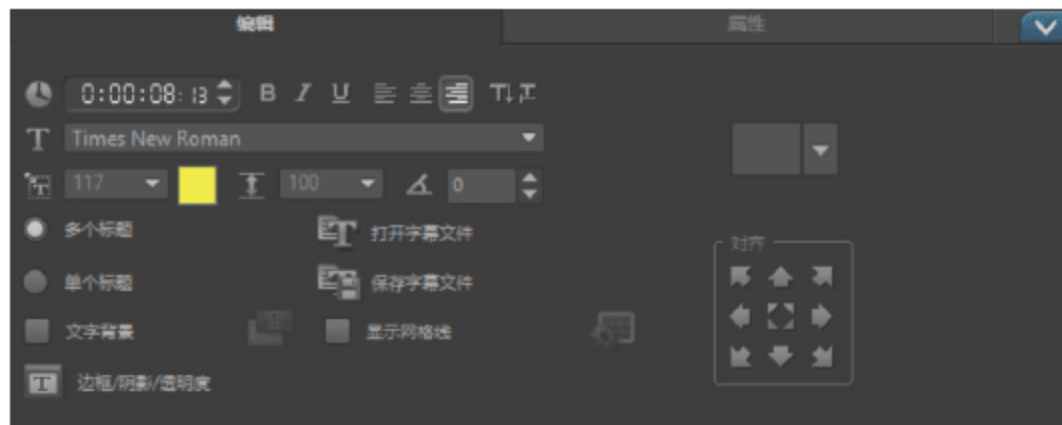 编辑 属性
0:00:08:13 B I U
T Times New Roman
117 100 0
多个标题 打开字幕文件
对齐
单个标题 保存字幕文件
文字背景 显示网格线
T 边框/阴影/透明度